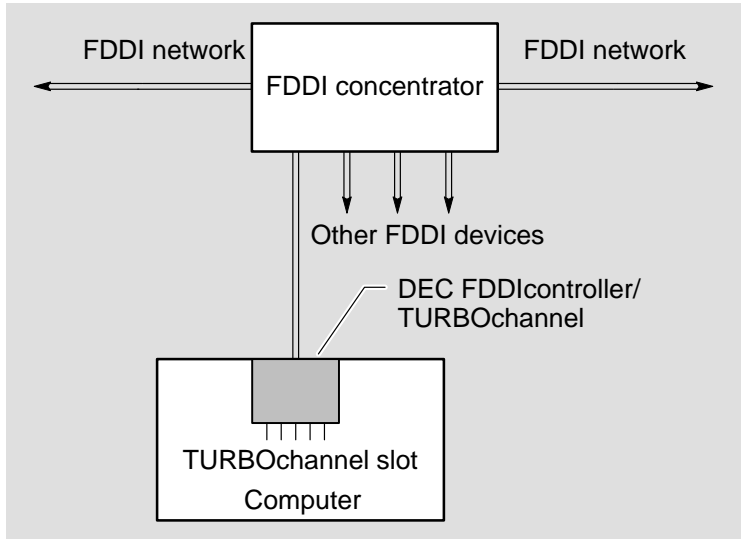 FDDI network
FDDI network
FDDI concentrator
Other FDDI devices
DEC FDDIcontroller/
TURBOchannel
TURBOchannel slot
Computer